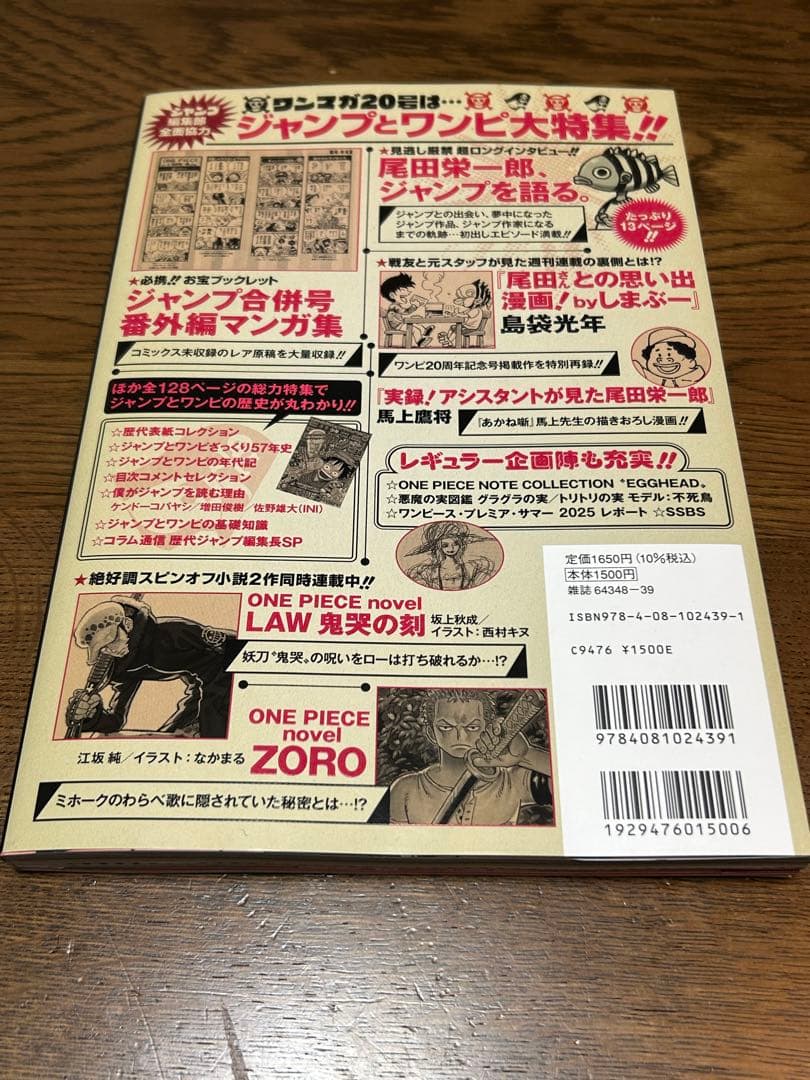 ジャンプ
編集部
全面協力
ワンマガ20号は…
ジャンプとワンピ大特集!!
★見逃し厳禁 超ロングインタビュー!!
尾田栄一郎、
ジャンプを語る。
ジャンプとの出会い、夢中になった
ジャンプ作品、ジャンプ作家になる
までの軌跡…初出しエピソード満載!!
たっぷり
13ページ
!!
ONE PIECE
★必携!! お宝ブックレット
ジャンプ合併号
番外編マンガ集
コミックス未収録のレア原稿を大量収録!!
★戦友と元スタッフが見た週刊連載の裏側とは!?
『尾田さんとの思い出
漫画!byしまぶー』
島袋光年
ワンピ20周年記念号掲載作を特別再録!!
『実録!アシスタントが見た尾田栄一郎』
馬上鷹将
『あかね噺』馬上先生の描きおろし漫画!!
ほか全128ページの総力特集で
ジャンプとワンピの歴史が丸わかり!!
☆歴代表紙コレクション
☆ジャンプとワンピざっくり57年史
☆ジャンプとワンピの年代記
☆目次コメントセレクション
☆僕がジャンプを読む理由
ケンドーコバヤシ/増田俊樹/佐野雄大(INI)
☆ジャンプとワンピの基礎知識
☆コラム通信 歴代ジャンプ編集長SP
レギュラー企画陣も充実!!
☆ONE PIECE NOTE COLLECTION “EGGHEAD”
☆悪魔の実図鑑 グラグラの実/トリトリの実 モデル:不死鳥
☆ワンピース・プレミア・サマー 2025 レポート ☆SSBS
★絶好調スピンオフ小説2作同時連載中!!
ONE PIECE novel
LAW 鬼哭の刻
坂上秋成/
イラスト:西村キヌ
妖刀“鬼哭”の呪いをローは打ち破れるか…!?
ONE PIECE
novel
ZORO
江坂 純/イラスト:なかまる
ミホークのわらべ歌に隠されていた秘密とは…!?
定価1650円(10%税込)
本体1500円
雑誌 64348-39
ISBN978-4-08-102439-1
C9476 ¥1500E
9784081024391
1929476015006